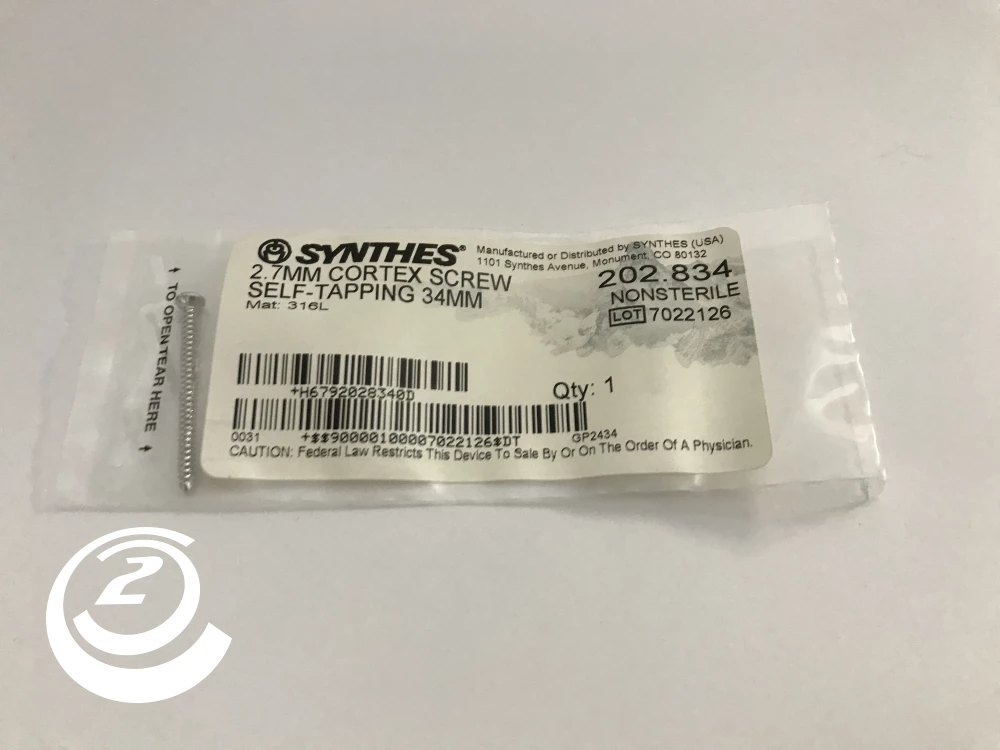 SYNTHES®
Manufactured or Distributed by SYNTHES (USA)
1101 Synthes Avenue, Monument, CO 80132
2.7MM CORTEX SCREW
SELF-TAPPING 34MM
Mat: 316L
202.834
NONSTERILE
LOT 7022126
TO OPEN TEAR HERE
+H6792028340D
Qty: 1
0031 +$$90000100007022126$DT GP2434
CAUTION: Federal Law Restricts This Device To Sale By Or On The Order Of A Physician.
2